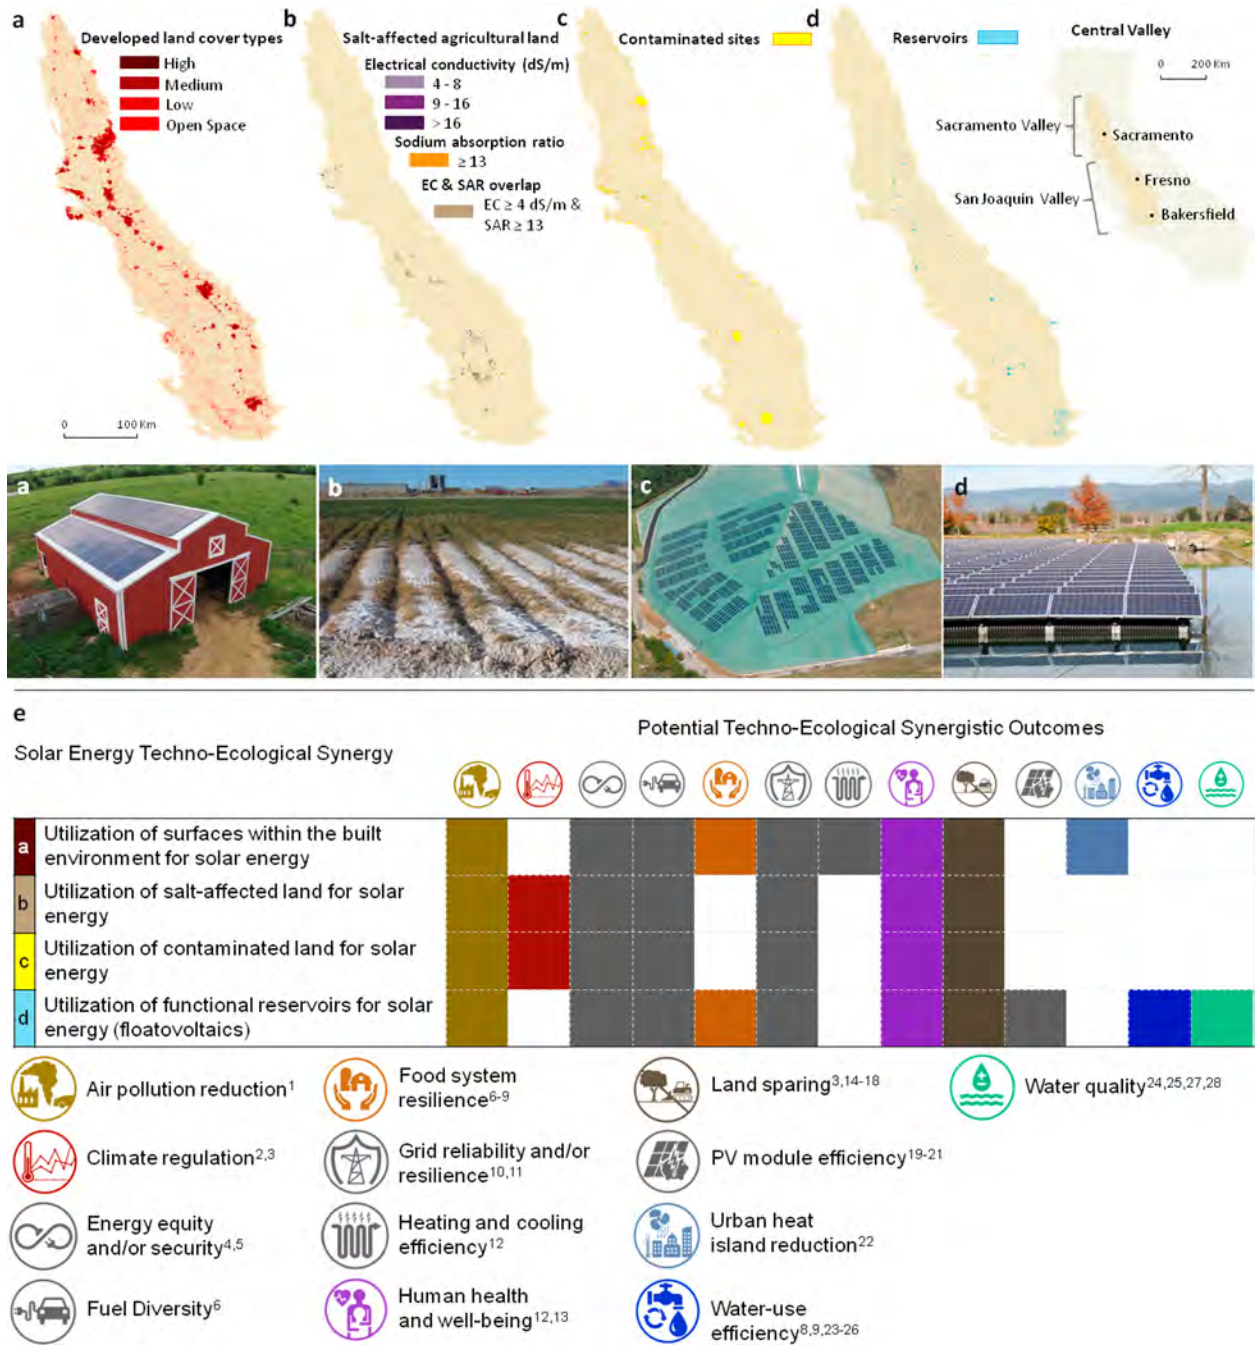 a
Developed land cover types
High
Medium
Low
Open Space
0 100 Km
b
Salt-affected agricultural land
Electrical conductivity (dS/m)
4 - 8
9 - 16
> 16
Sodium absorption ratio
≥ 13
EC & SAR overlap
EC ≥ 4 dS/m &
SAR ≥ 13
c
Contaminated sites
d
Reservoirs
Central Valley
0 200 Km
Sacramento Valley
Sacramento
Fresno
San Joaquin Valley
Bakersfield
a
b
c
d
e
Potential Techno-Ecological Synergistic Outcomes
Solar Energy Techno-Ecological Synergy
a Utilization of surfaces within the built
environment for solar energy
b Utilization of salt-affected land for solar
energy
c Utilization of contaminated land for solar
energy
d Utilization of functional reservoirs for solar
energy (floatovoltaics)
Air pollution reduction1
Climate regulation2,3
Energy equity
and/or security4,5
Fuel Diversity6
Food system
resilience6-9
Grid reliability and/or
resilience10,11
Heating and cooling
efficiency12
Human health
and well-being12,13
Land sparing3,14-18
PV module efficiency19-21
Urban heat
island reduction22
Water-use
efficiency8,9,23-26
Water quality24,25,27,28